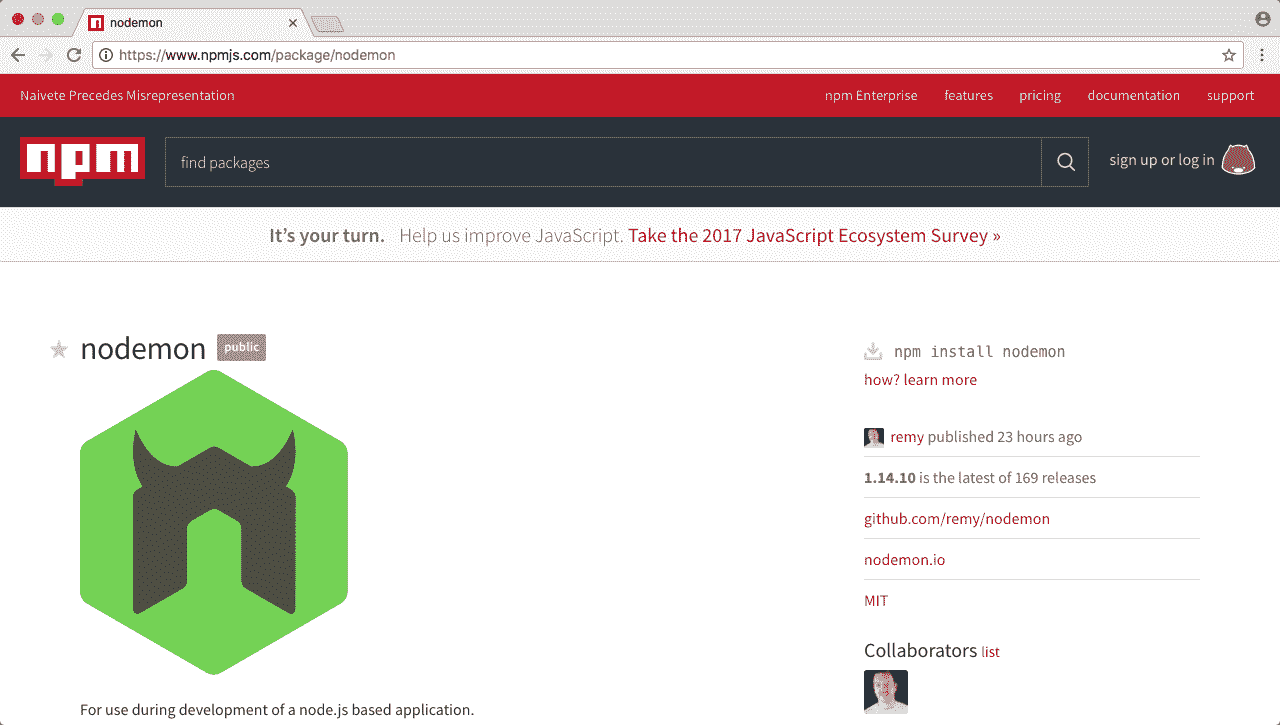 nodemon
https://www.npmjs.com/package/nodemon
Naivete Precedes Misrepresentation
npm Enterprise features pricing documentation support
npm
find packages
sign up or log in
It’s your turn. Help us improve JavaScript. Take the 2017 JavaScript Ecosystem Survey »
nodemon public
npm install nodemon
how? learn more
remy published 23 hours ago
1.14.10 is the latest of 169 releases
github.com/remy/nodemon
nodemon.io
MIT
Collaborators list
For use during development of a node.js based application.